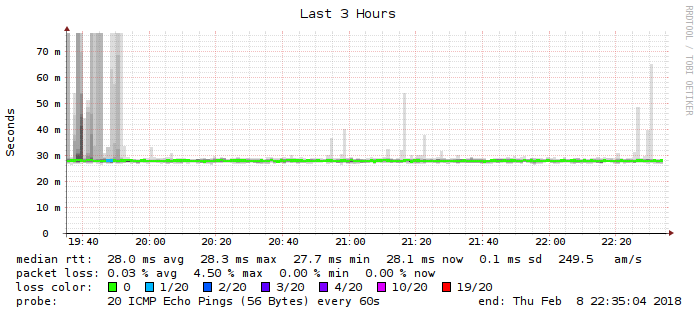 Last 3 Hours
RRDTOOL / TOBI OETIKER
Seconds
70 m
60 m
50 m
40 m
30 m
20 m
10 m
0
19:40 20:00 20:20 20:40 21:00 21:20 21:40 22:00 22:20
median rtt: 28.0 ms avg 28.3 ms max 27.7 ms min 28.1 ms now 0.1 ms sd 249.5 am/s
packet loss: 0.03 % avg 4.50 % max 0.00 % min 0.00 % now
loss color: 0 1/20 2/20 3/20 4/20 10/20 19/20
probe: 20 ICMP Echo Pings (56 Bytes) every 60s end: Thu Feb 8 22:35:04 2018